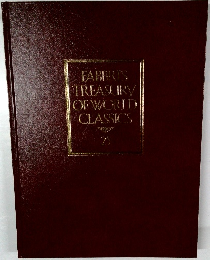 FABER'S
TREASURY
OF WORLD
CLASSICS